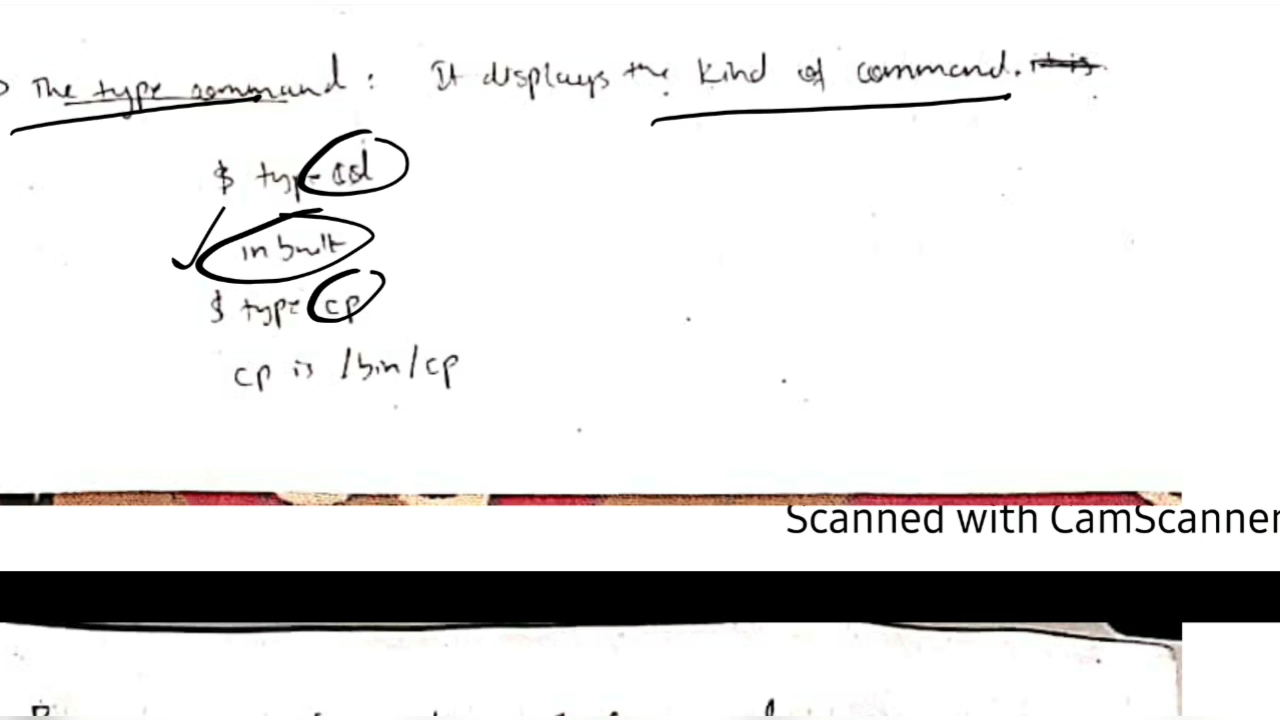 The type command : It displays the kind of command.
$ type
in built
$ type cp
cp is /bin/cp
Scanned with CamScanner